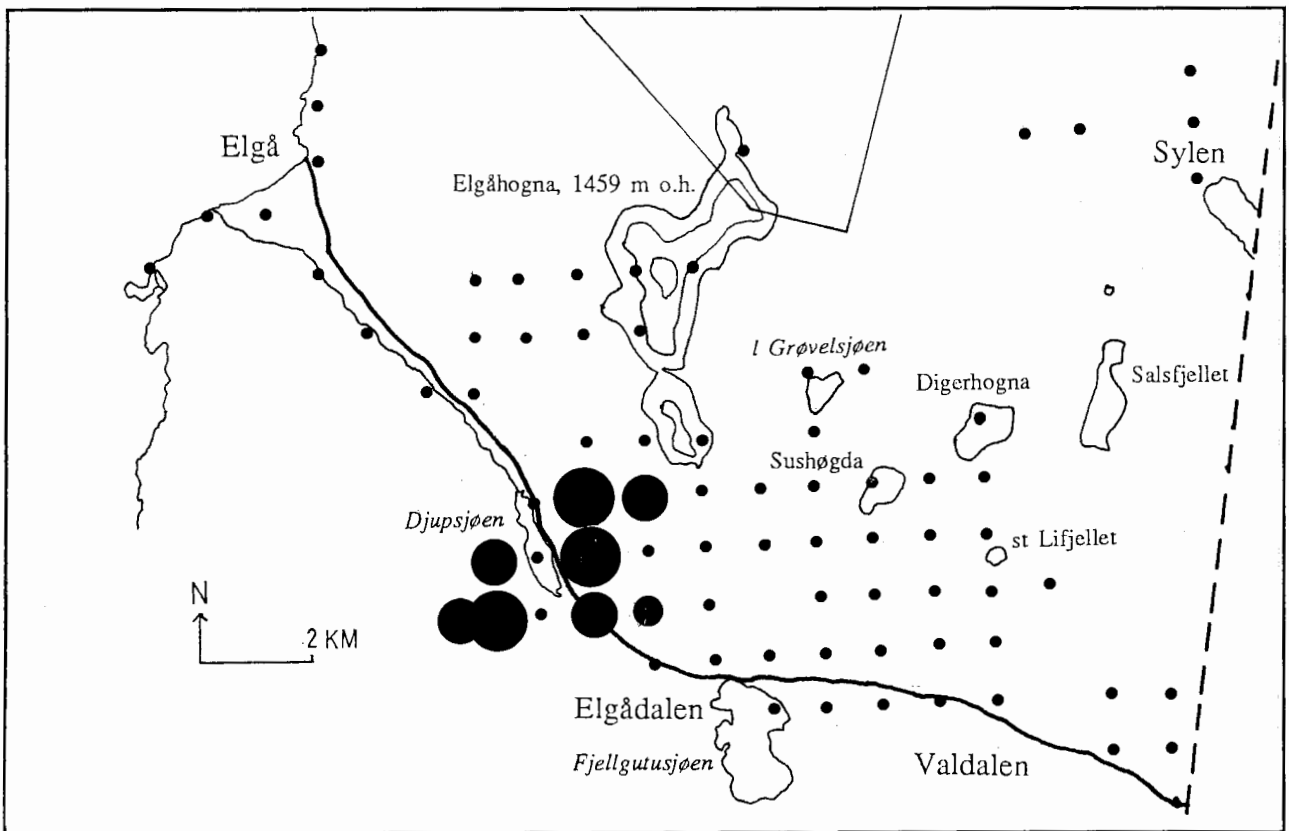 Elgå
Sylen
Elgåhogna, 1459 m o.h.
l Grøvelsjøen
Salsfjellet
Digerhogna
Sushøgda
Djupsjøen
st Lifjellet
N
2 KM
Elgådalen
Fjellgutusjøen
Valdalen